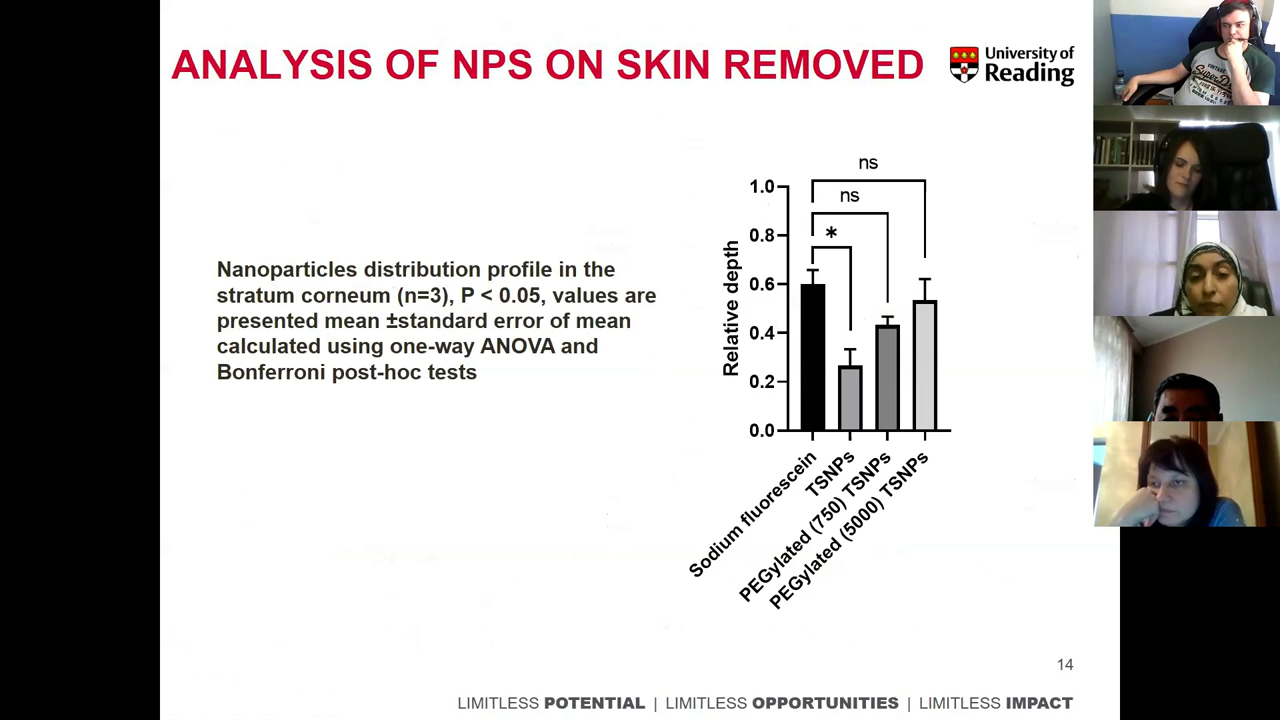 ANALYSIS OF NPS ON SKIN REMOVED
University of
Reading
Nanoparticles distribution profile in the
stratum corneum (n=3), P < 0.05, values are
presented mean ±standard error of mean
calculated using one-way ANOVA and
Bonferroni post-hoc tests
ns
ns
*
Relative depth
1.0
0.8
0.6
0.4
0.2
0.0
Sodium fluorescein
TSNPs
PEGylated (750) TSNPs
PEGylated (5000) TSNPs
14
LIMITLESS POTENTIAL | LIMITLESS OPPORTUNITIES | LIMITLESS IMPACT